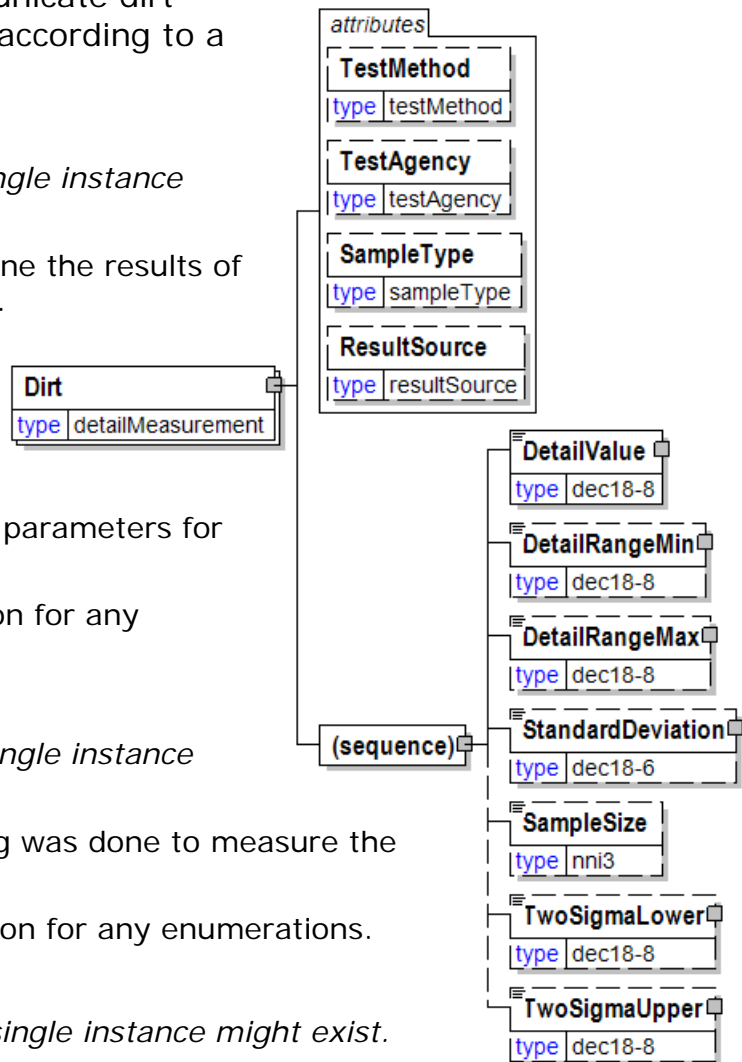 unicate dirt
according to a
ngle instance
ne the results of
.
parameters for
on for any
ngle instance
g was done to measure the
on for any enumerations.
single instance might exist.
Dirt
type detailMeasurement
attributes
TestMethod
type testMethod
TestAgency
type testAgency
SampleType
type sampleType
ResultSource
type resultSource
(sequence)
DetailValue
type dec18-8
DetailRangeMin
type dec18-8
DetailRangeMax
type dec18-8
StandardDeviation
type dec18-6
SampleSize
type nni3
TwoSigmaLower
type dec18-8
TwoSigmaUpper
type dec18-8